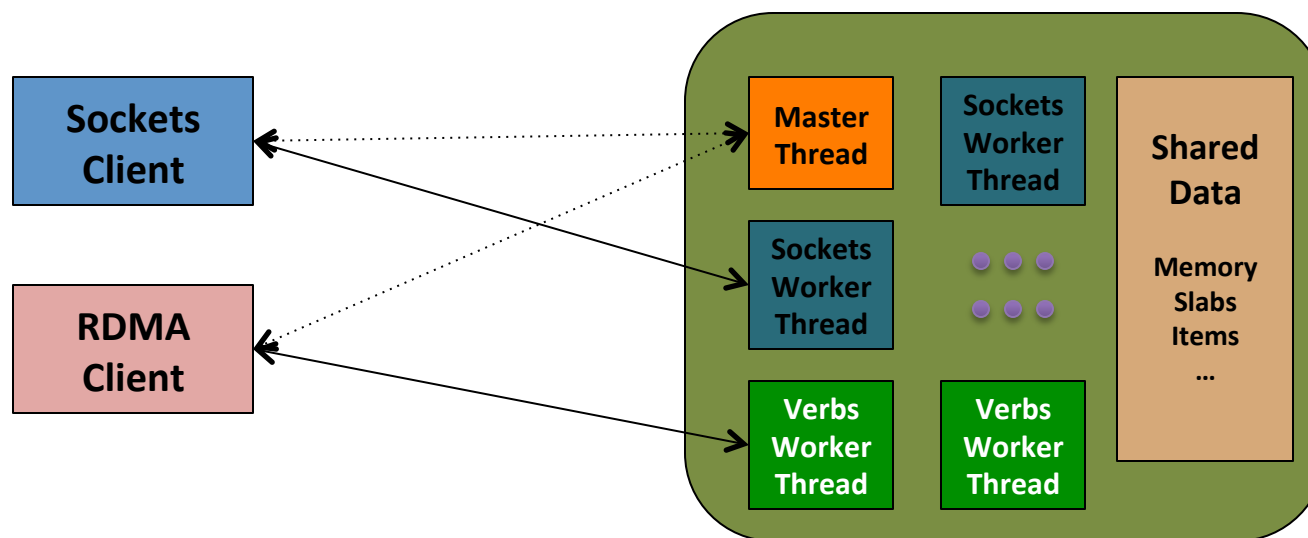 Sockets
Client
RDMA
Client
Master
Thread
Sockets
Worker
Thread
Sockets
Worker
Thread
Verbs
Worker
Thread
Verbs
Worker
Thread
Shared
Data
Memory
Slabs
Items
…